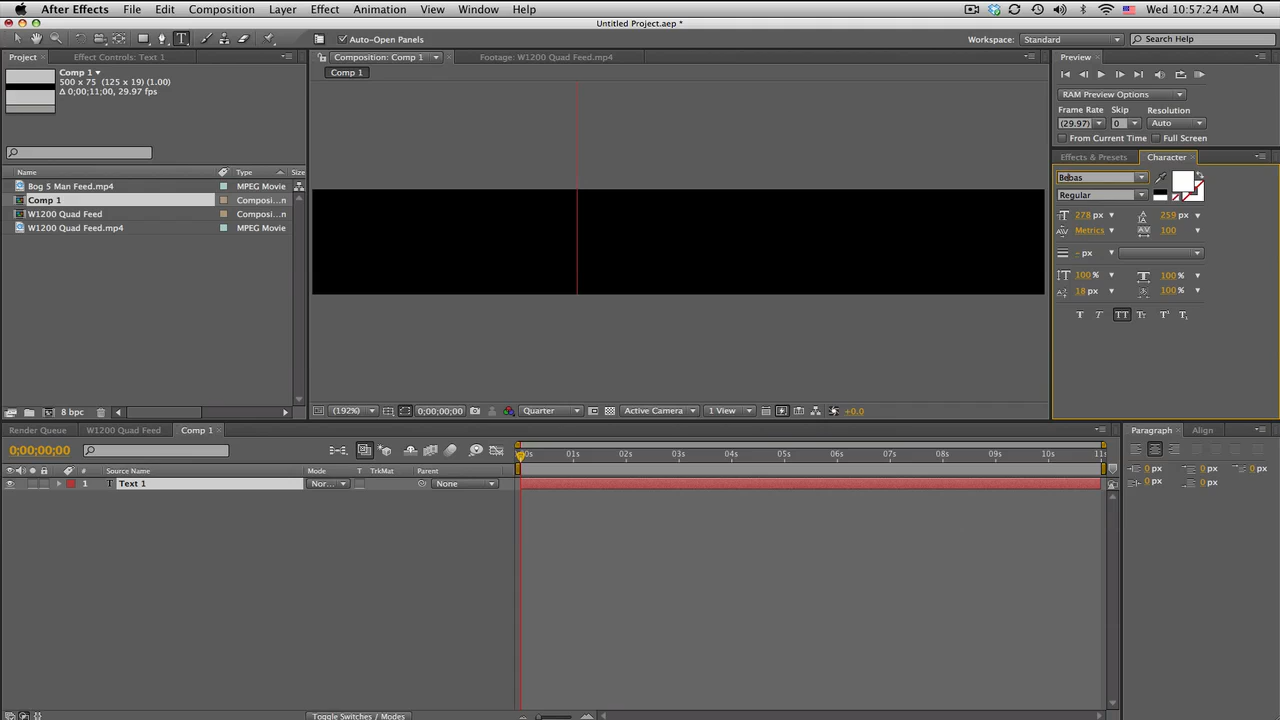 After Effects File Edit Composition Layer Effect Animation View Window Help Wed 10:57:24 AM
Untitled Project.aep *
Auto-Open Panels Workspace: Standard Search Help
Project Effect Controls: Text 1 Composition: Comp 1 Footage: W1200 Quad Feed.mp4 Preview
Comp 1
500 x 75 (125 x 19) (1.00)
Δ 0;00;11;00, 29.97 fps
Comp 1
RAM Preview Options
Frame Rate Skip Resolution
(29.97) 0 Auto
From Current Time Full Screen
Effects & Presets Character
Bebas
Regular
278 px 259 px
Metrics 100
- px
100 % 100 %
18 px 100 %
T T TT Tt T¹ T₁
Name Type Size
Bog 5 Man Feed.mp4 MPEG Movie
Comp 1 Composi...n
W1200 Quad Feed Composi...n
W1200 Quad Feed.mp4 MPEG Movie
8 bpc
(192%) 0;00;00;00 Quarter Active Camera 1 View +0.0
Render Queue W1200 Quad Feed Comp 1
0;00;00;00
# Source Name Mode T TrkMat Parent
1 T Text 1 Nor... None
:00s 01s 02s 03s 04s 05s 06s 07s 08s 09s 10s 11s
Paragraph Align
0 px 0 px 0 px
0 px 0 px
Toggle Switches / Modes